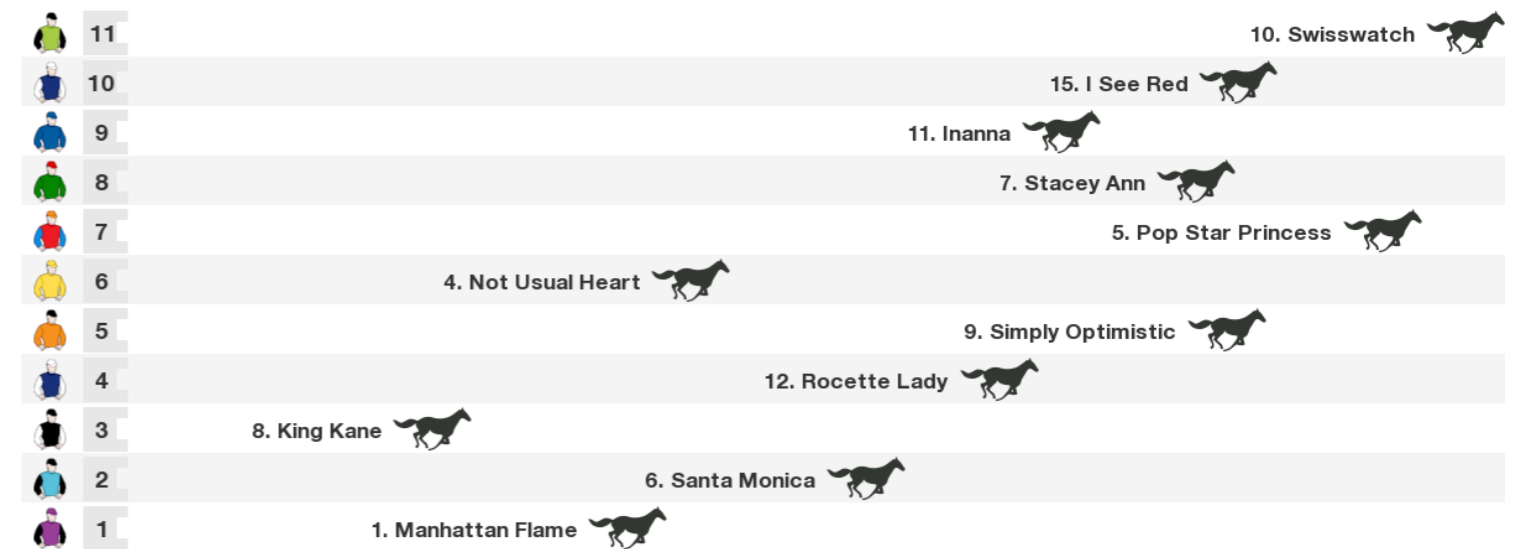 11 10. Swisswatch
10 15. I See Red
9 11. Inanna
8 7. Stacey Ann
7 5. Pop Star Princess
6 4. Not Usual Heart
5 9. Simply Optimistic
4 12. Rocette Lady
3 8. King Kane
2 6. Santa Monica
1 1. Manhattan Flame